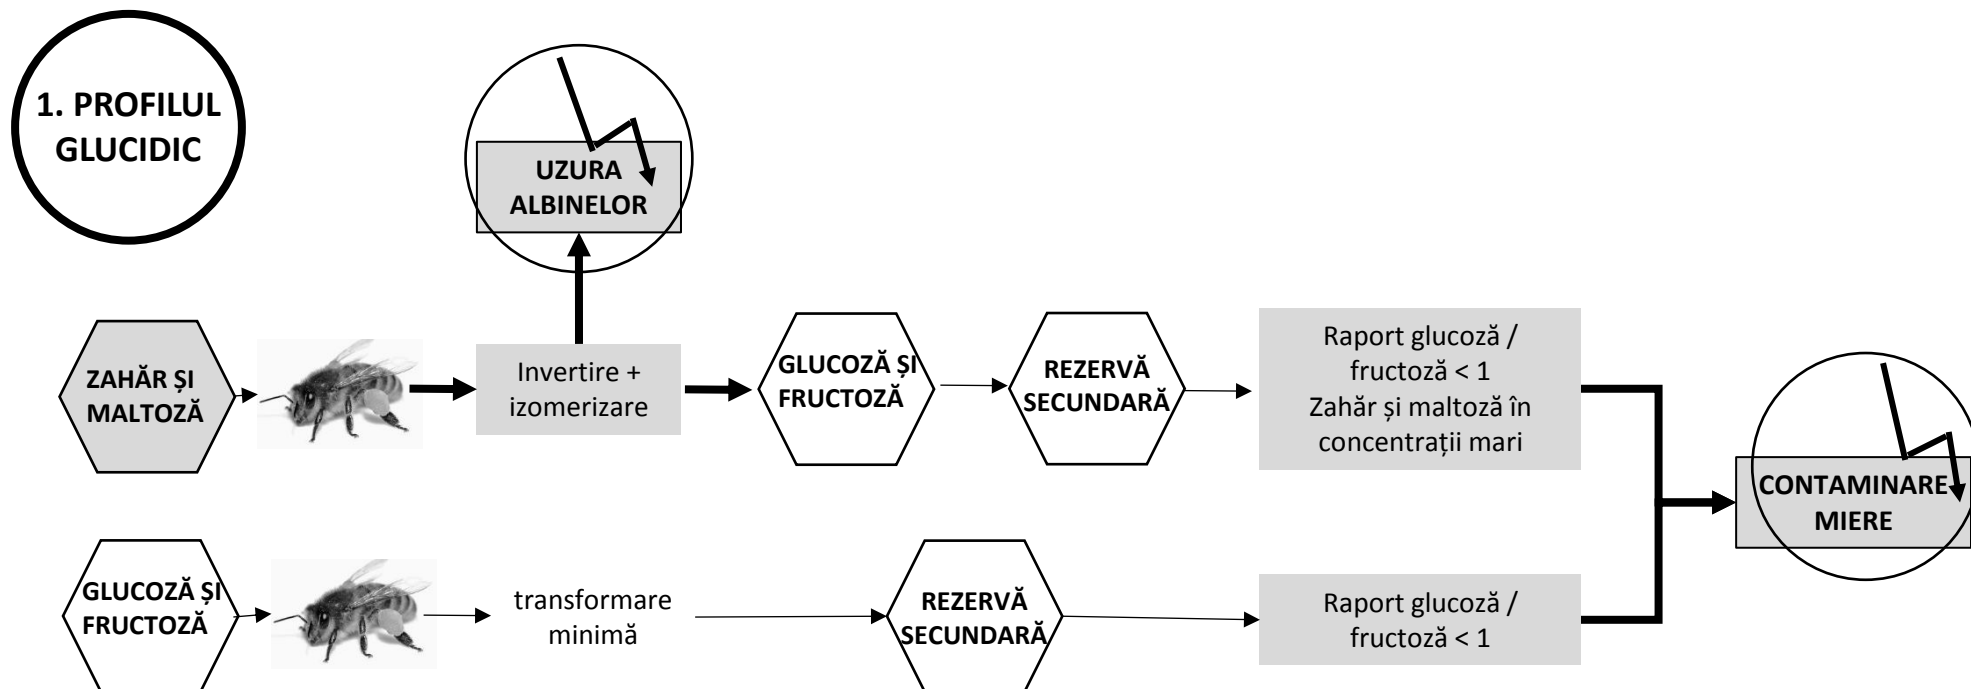 1. PROFILUL
GLUCIDIC
UZURA
ALBINELOR
ZAHĂR ȘI
MALTOZĂ
Invertire +
izomerizare
GLUCOZĂ ȘI
FRUCTOZĂ
REZERVĂ
SECUNDARĂ
Raport glucoză /
fructoză < 1
Zahăr și maltoză în
concentrații mari
CONTAMINARE
MIERE
GLUCOZĂ ȘI
FRUCTOZĂ
transformare
minimă
REZERVĂ
SECUNDARĂ
Raport glucoză /
fructoză < 1